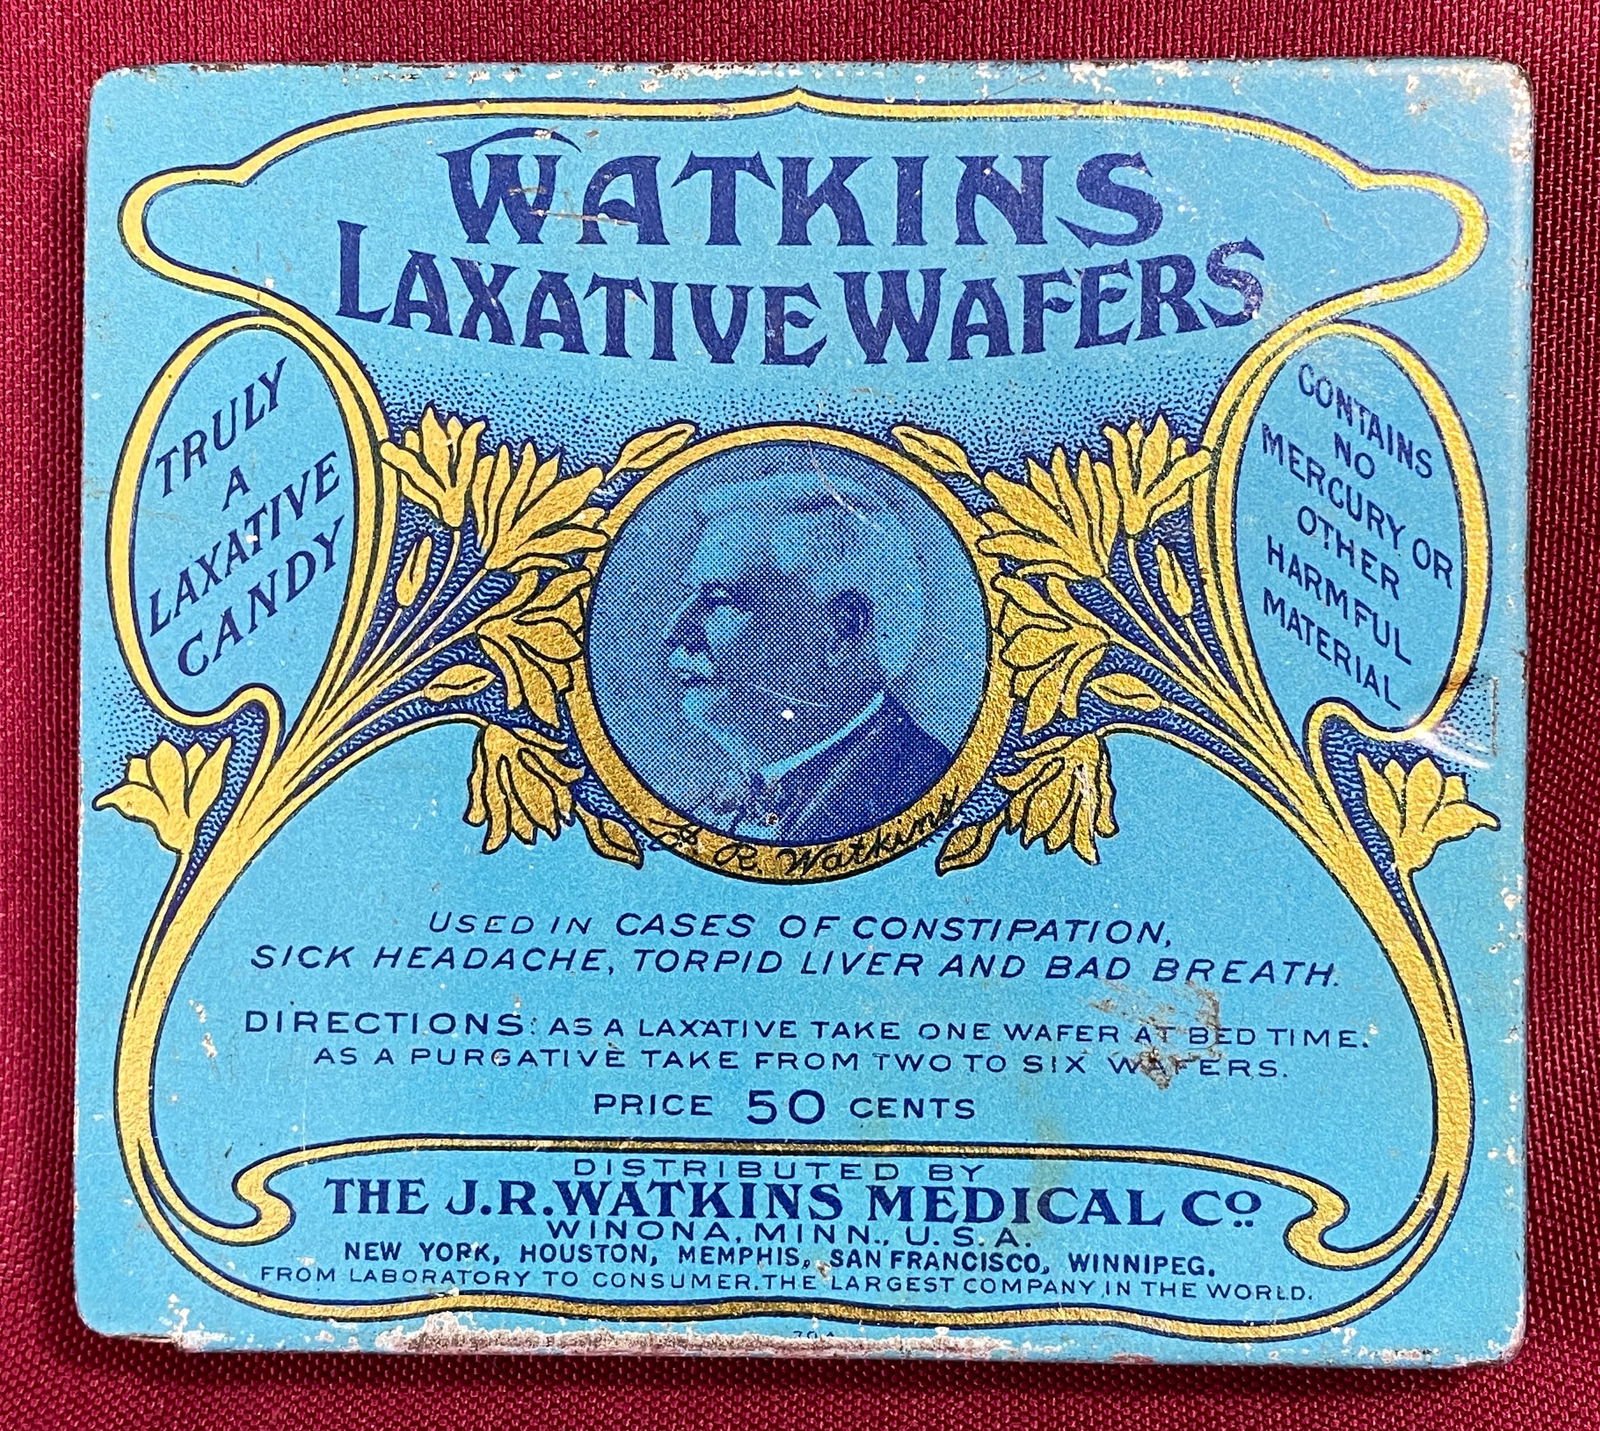 WATKINS
LAXATIVE WAFERS
TRULY
A
LAXATIVE
CANDY
CONTAINS
NO
MERCURY OR
OTHER
HARMFUL
MATERIAL
J. R. Watkins
USED IN CASES OF CONSTIPATION,
SICK HEADACHE, TORPID LIVER AND BAD BREATH.
DIRECTIONS: AS A LAXATIVE TAKE ONE WAFER AT BED TIME.
AS A PURGATIVE TAKE FROM TWO TO SIX WAFERS.
PRICE 50 CENTS
DISTRIBUTED BY
THE J.R. WATKINS MEDICAL CO.
WINONA, MINN., U.S.A.
NEW YORK, HOUSTON, MEMPHIS, SAN FRANCISCO, WINNIPEG.
FROM LABORATORY TO CONSUMER. THE LARGEST COMPANY IN THE WORLD.